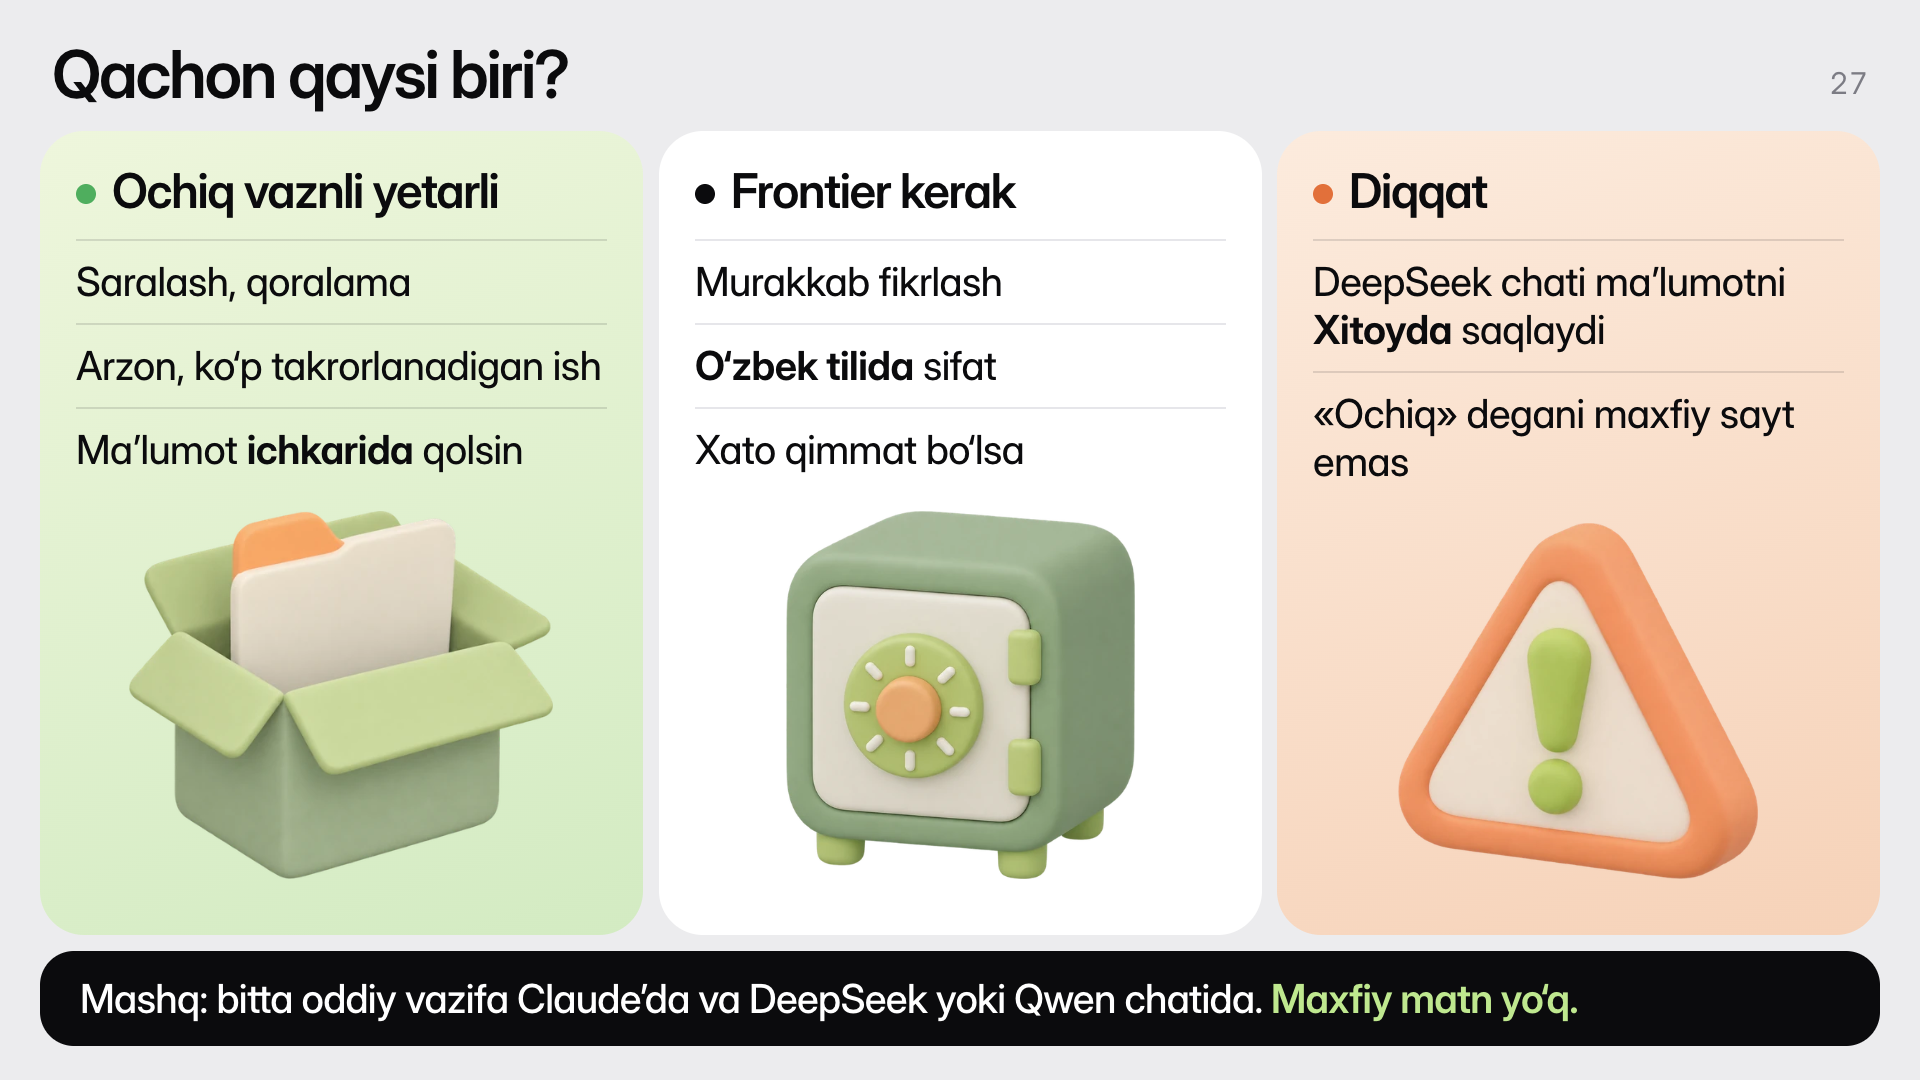 Qachon qaysi biri?
27
Ochiq vaznli yetarli
Saralash, qoralama
Arzon, ko‘p takrorlanadigan ish
Ma’lumot ichkarida qolsin
Frontier kerak
Murakkab fikrlash
O‘zbek tilida sifat
Xato qimmat bo‘lsa
Diqqat
DeepSeek chati ma’lumotni
Xitoyda saqlaydi
«Ochiq» degani maxfiy sayt
emas
Mashq: bitta oddiy vazifa Claude’da va DeepSeek yoki Qwen chatida. Maxfiy matn yo‘q.